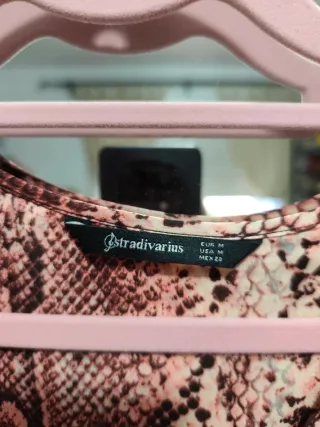 stradivarius
EUR M
USA M
MEX 28